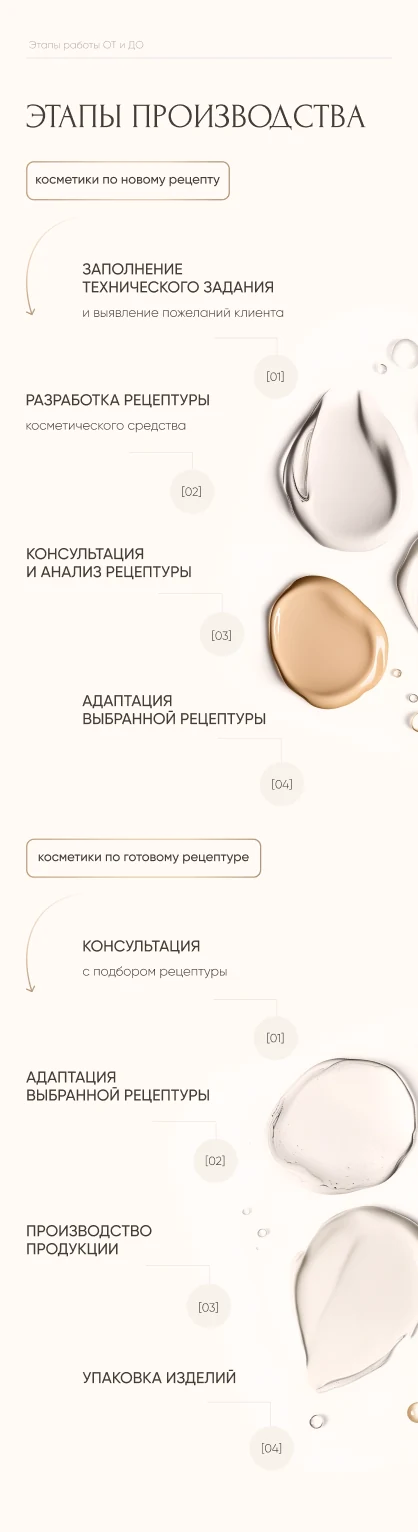 Этапы работы ОТ и ДО
ЭТАПЫ ПРОИЗВОДСТВА
косметики по новому рецепту
ЗАПОЛНЕНИЕ
ТЕХНИЧЕСКОГО ЗАДАНИЯ
и выявление пожеланий клиента
[01]
РАЗРАБОТКА РЕЦЕПТУРЫ
косметического средства
[02]
КОНСУЛЬТАЦИЯ
И АНАЛИЗ РЕЦЕПТУРЫ
[03]
АДАПТАЦИЯ
ВЫБРАННОЙ РЕЦЕПТУРЫ
[04]
косметики по готовому рецептуре
КОНСУЛЬТАЦИЯ
с подбором рецептуры
[01]
АДАПТАЦИЯ
ВЫБРАННОЙ РЕЦЕПТУРЫ
[02]
ПРОИЗВОДСТВО
ПРОДУКЦИИ
[03]
УПАКОВКА ИЗДЕЛИЙ
[04]